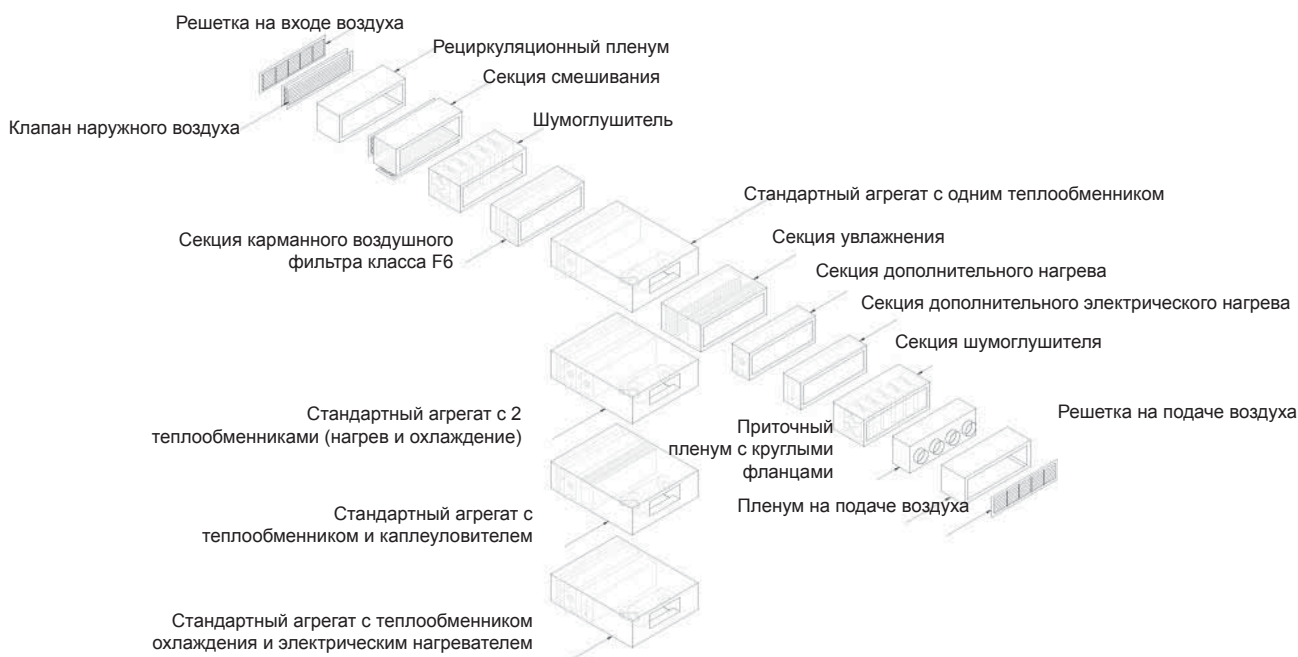 Решетка на входе воздуха
Рециркуляционный пленум
Секция смешивания
Клапан наружного воздуха
Шумоглушитель
Стандартный агрегат с одним теплообменником
Секция карманного воздушного
фильтра класса F6
Секция увлажнения
Секция дополнительного нагрева
Секция дополнительного электрического нагрева
Секция шумоглушителя
Стандартный агрегат с 2
теплообменниками (нагрев и охлаждение)
Решетка на подаче воздуха
Приточный
пленум с круглыми
фланцами
Пленум на подаче воздуха
Стандартный агрегат с
теплообменником и каплеуловителем
Стандартный агрегат с теплообменником
охлаждения и электрическим нагревателем